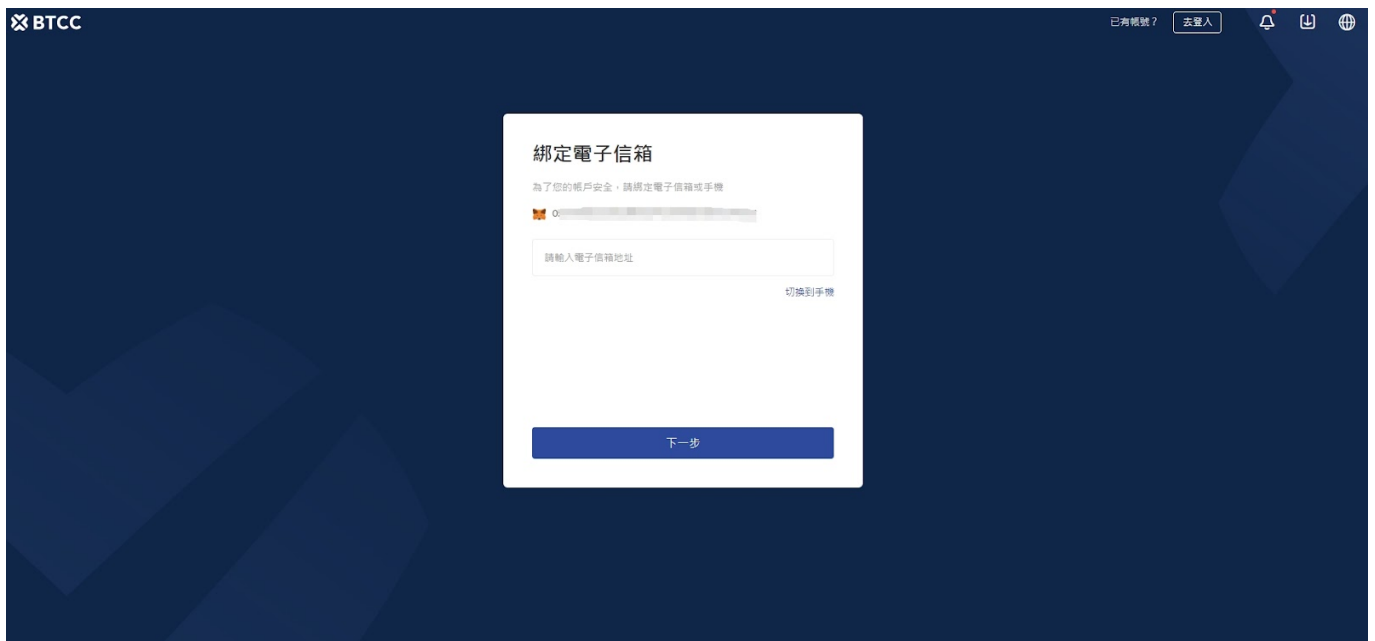 BTCC
已有帳號？ 去登入
綁定電子信箱
為了您的帳戶安全，請綁定電子信箱或手機
請輸入電子信箱地址
切換到手機
下一步